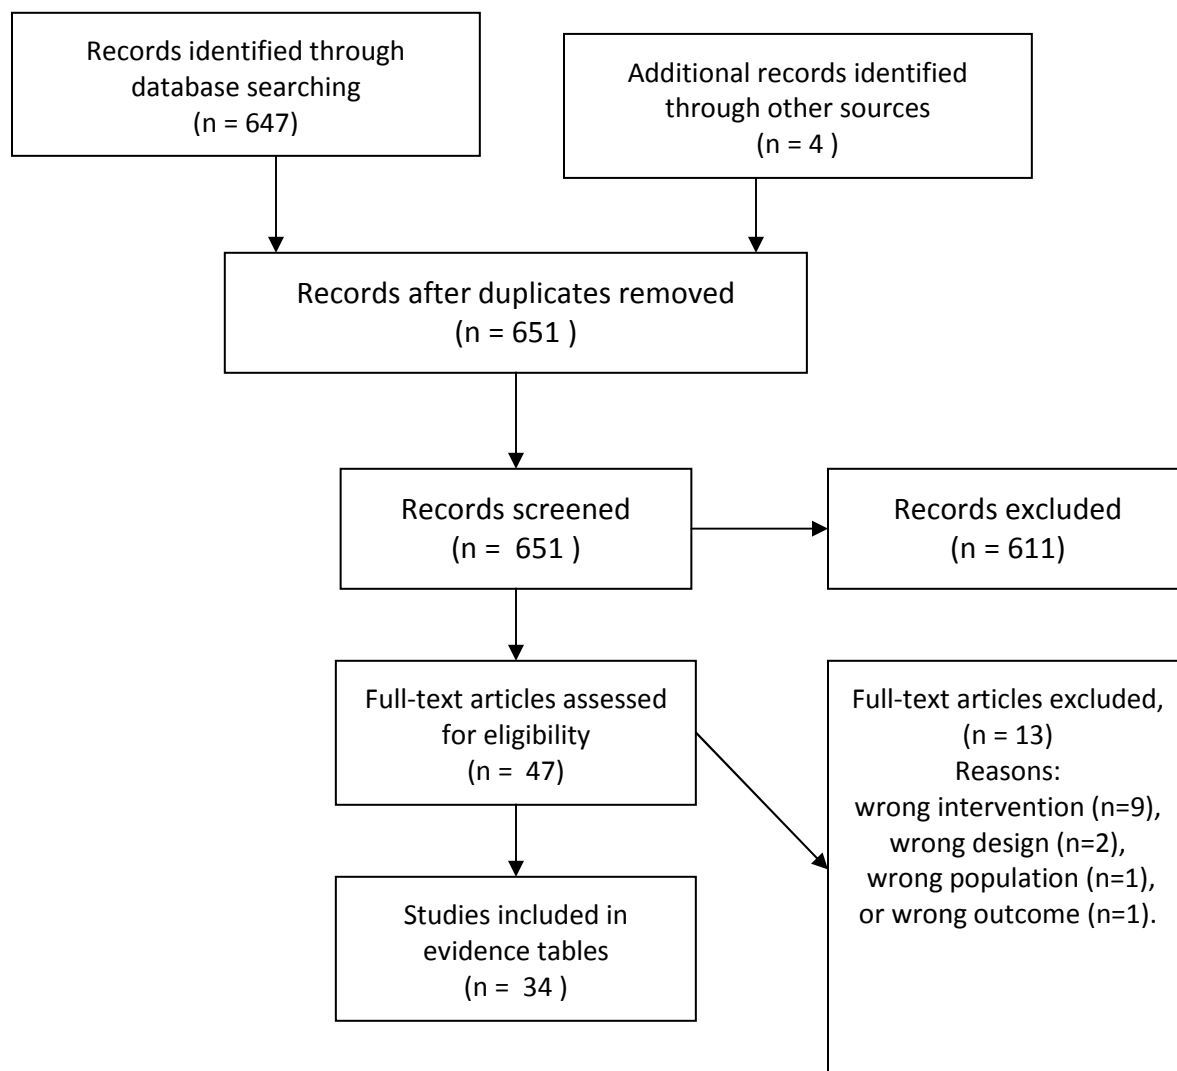 Records identified through
database searching
(n = 647)
Additional records identified
through other sources
(n = 4 )
Records after duplicates removed
(n = 651 )
Records screened
(n =  651 )
Records excluded
(n = 611)
Full-text articles assessed
for eligibility
(n =  47)
Full-text articles excluded,
(n = 13)
Reasons:
wrong intervention (n=9),
wrong design (n=2),
wrong population (n=1),
or wrong outcome (n=1).
Studies included in
evidence tables
(n =  34 )